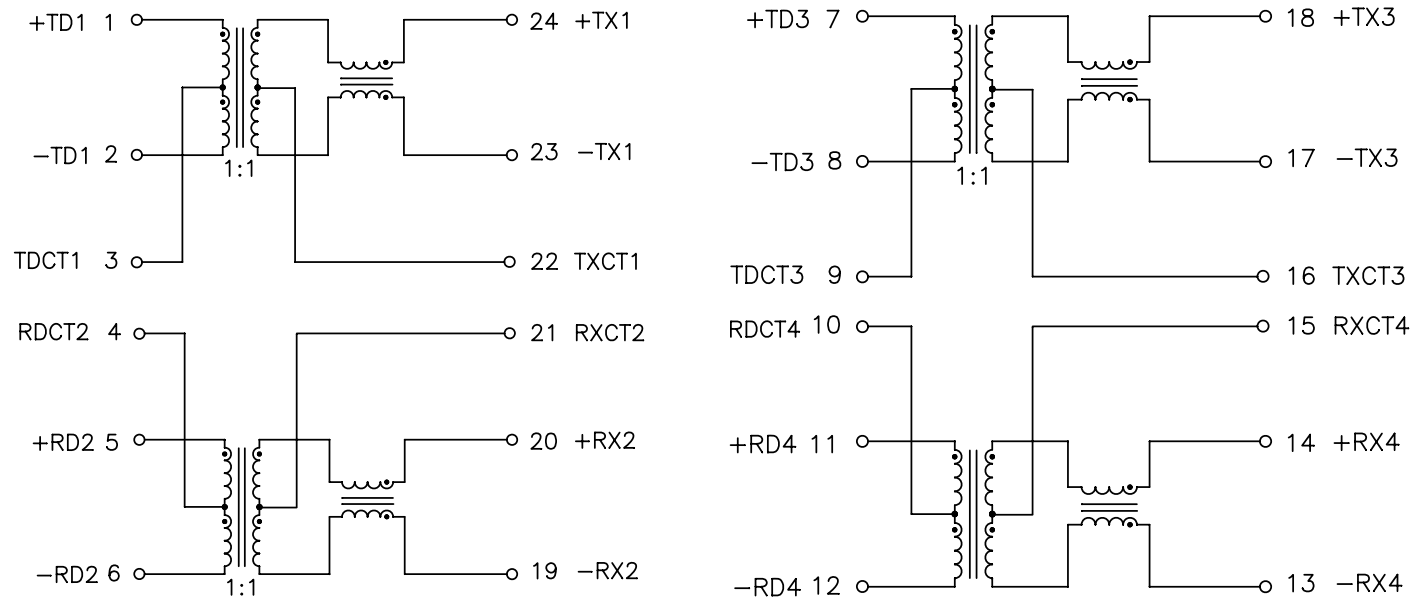 +TD1 1 24 +TX1
-TD1 2 23 -TX1
1:1
TDCT1 3 22 TXCT1
RDCT2 4 21 RXCT2
+RD2 5 20 +RX2
-RD2 6 19 -RX2
1:1
+TD3 7 18 +TX3
-TD3 8 17 -TX3
1:1
TDCT3 9 16 TXCT3
RDCT4 10 15 RXCT4
+RD4 11 14 +RX4
-RD4 12 13 -RX4